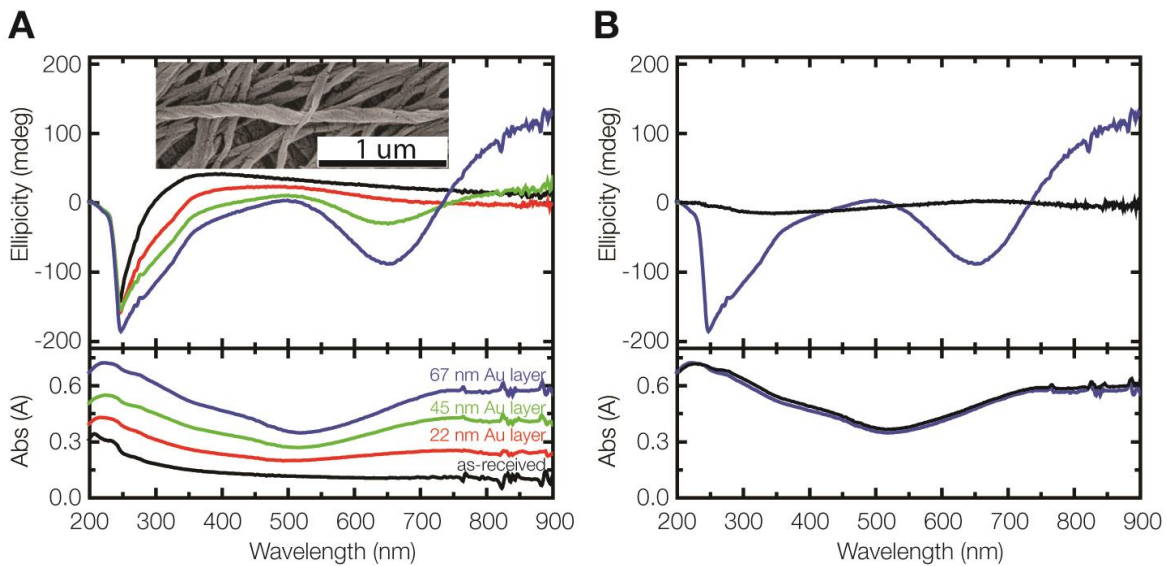 A
B
200
100
0
-100
-200
Ellipicity (mdeg)
1 um
200
100
0
-100
-200
Ellipicity (mdeg)
0.6
0.3
0.0
Abs (A)
67 nm Au layer
45 nm Au layer
22 nm Au layer
as-received
0.6
0.3
0.0
Abs (A)
200 300 400 500 600 700 800 900
Wavelength (nm)
200 300 400 500 600 700 800 900
Wavelength (nm)